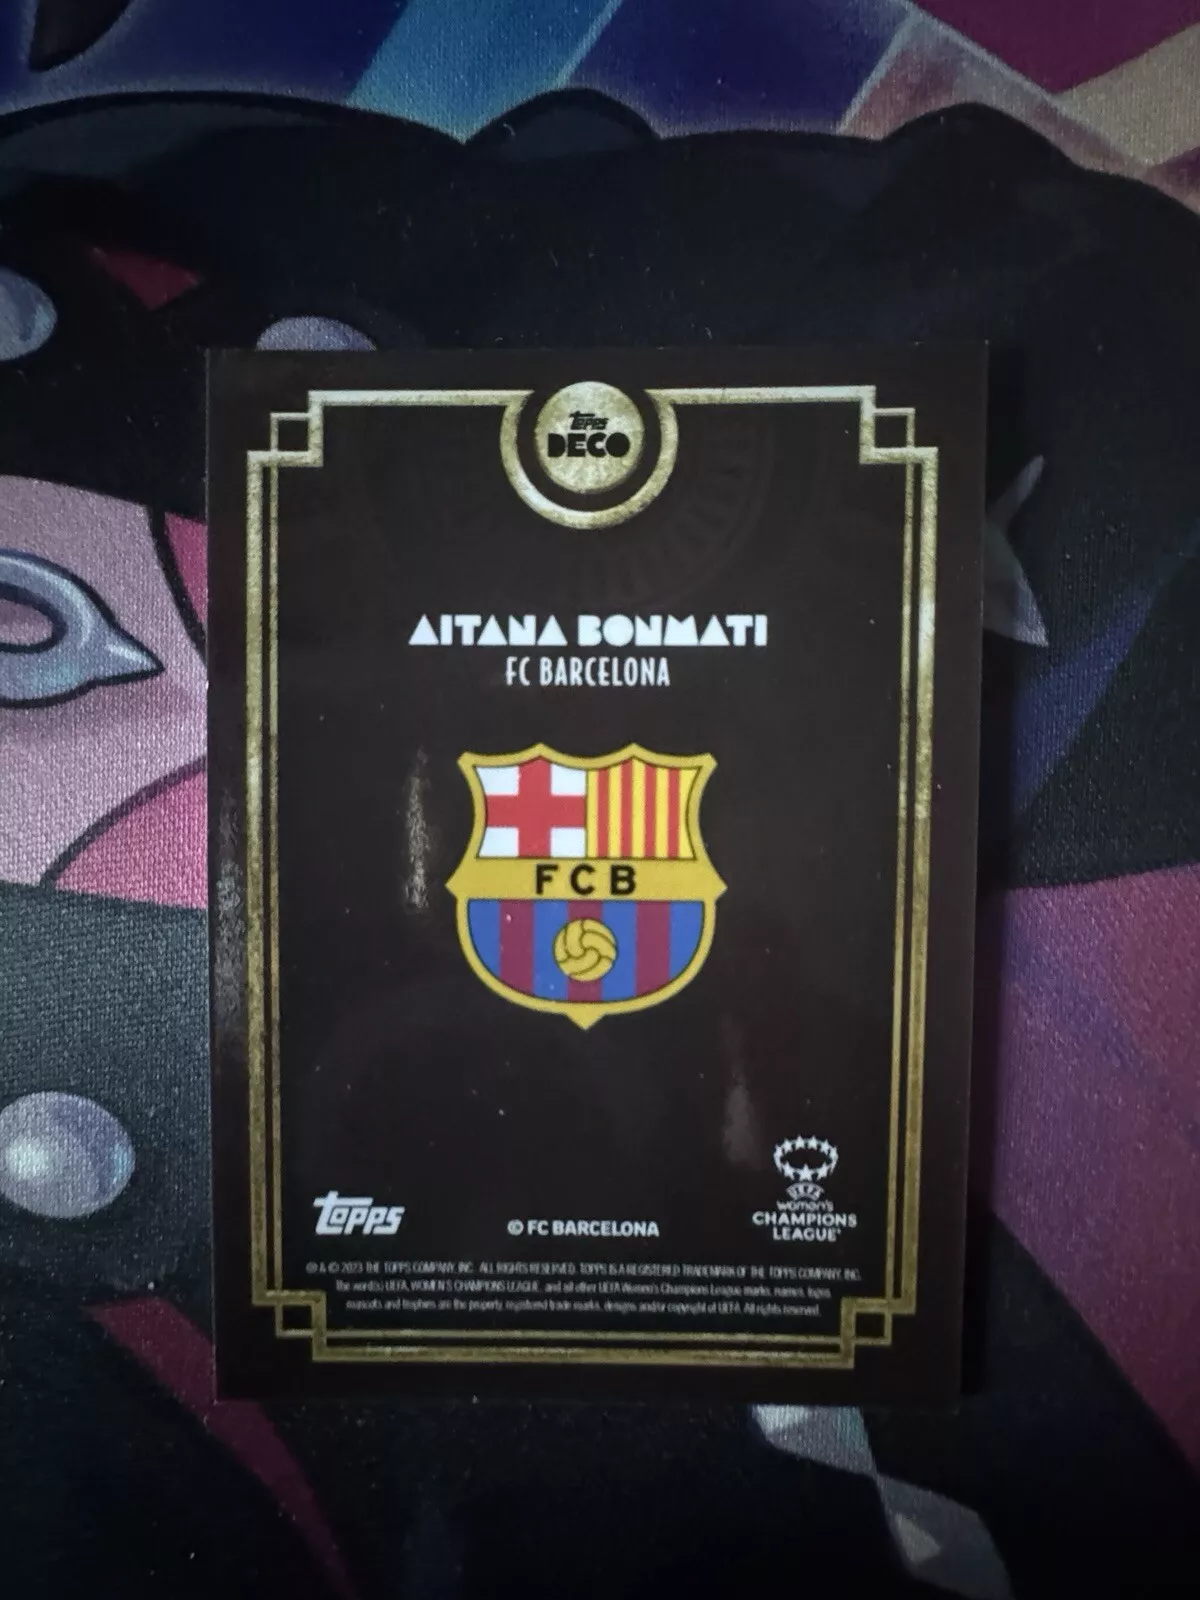 Topps
DECO
AITANA BONMATI
FC BARCELONA
FCB
Topps
© FC BARCELONA
UEFA
women's
CHAMPIONS
LEAGUE
® & © 2023 THE TOPPS COMPANY, INC. ALL RIGHTS RESERVED. TOPPS IS A REGISTERED TRADEMARK OF THE TOPPS COMPANY, INC.
The word(s) UEFA, WOMEN'S CHAMPIONS LEAGUE, and all other UEFA Women's Champions League marks, names, logos
mascots and trophies are the property, registered trade marks, designs and/or copyright of UEFA. All rights reserved.